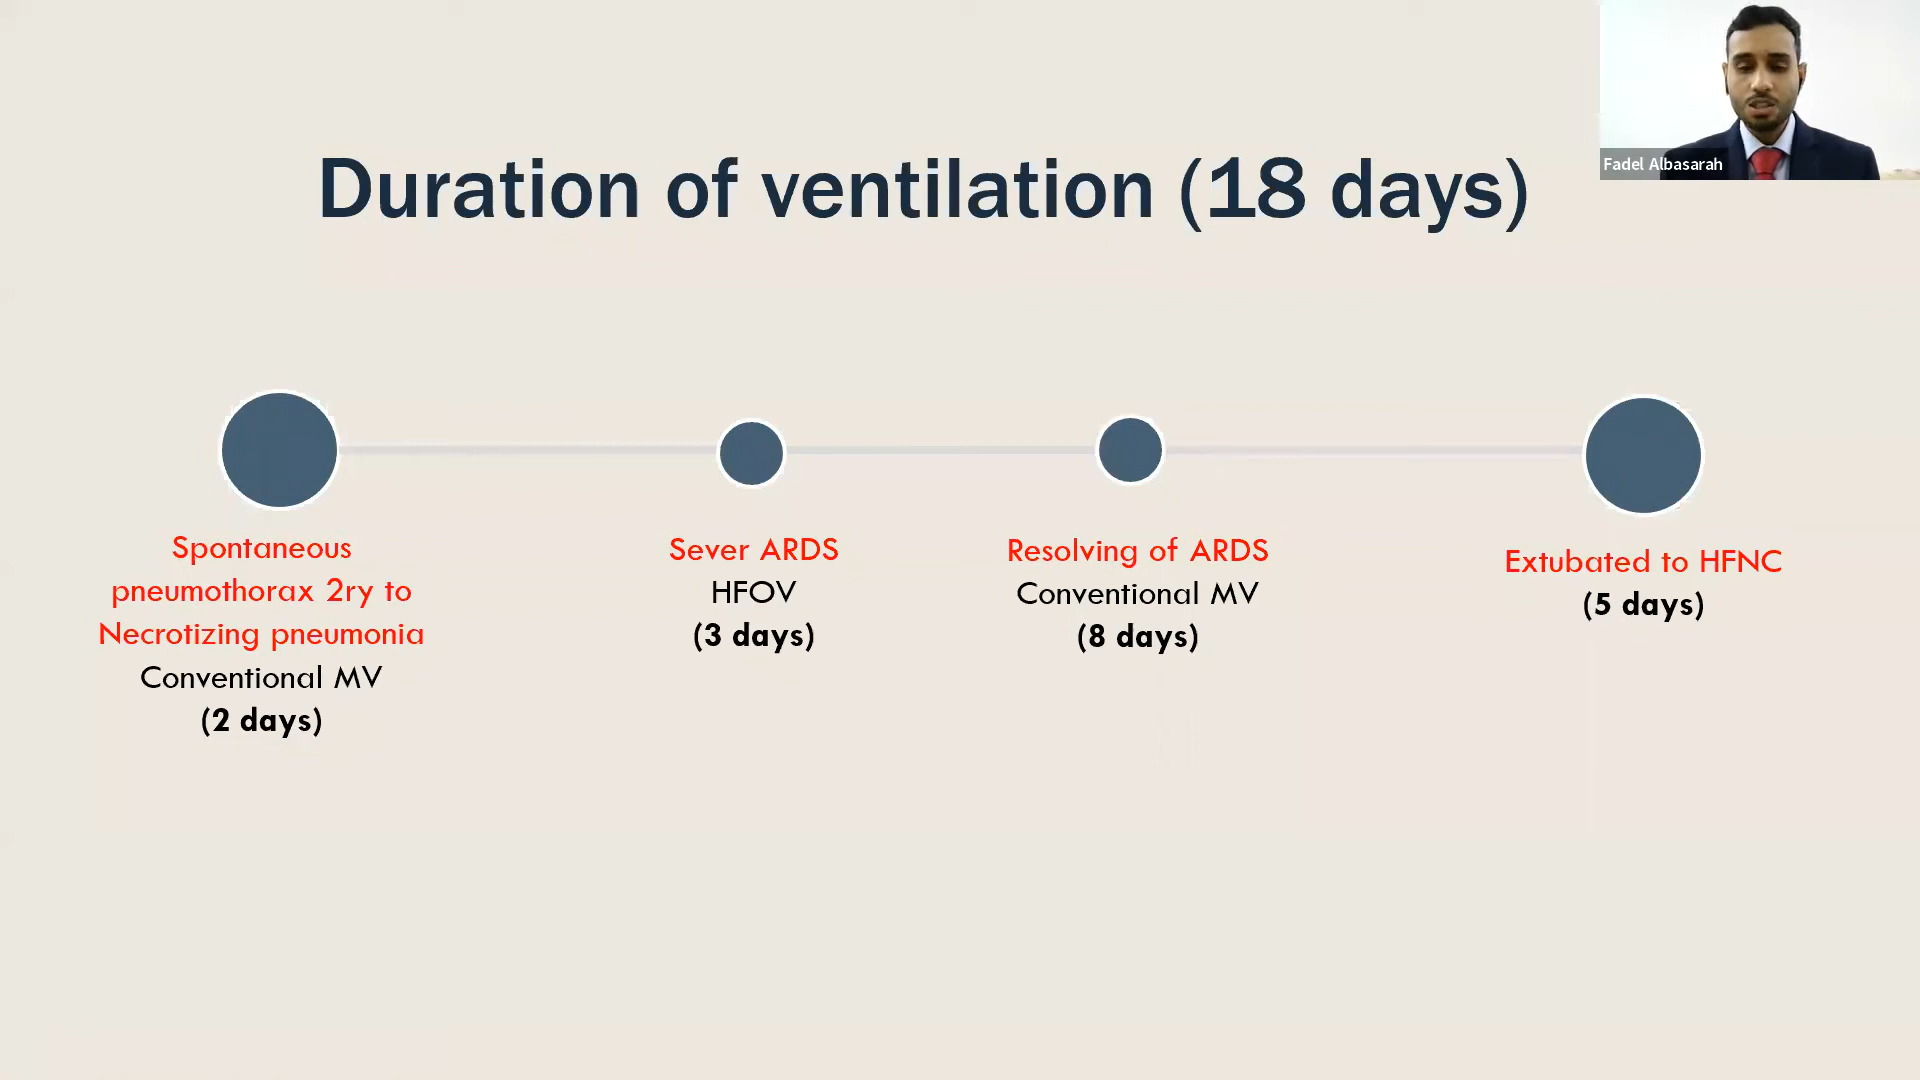 Fadel Albasarah
Duration of ventilation (18 days)
Spontaneous
pneumothorax 2ry to
Necrotizing pneumonia
Conventional MV
(2 days)
Sever ARDS
HFOV
(3 days)
Resolving of ARDS
Conventional MV
(8 days)
Extubated to HFNC
(5 days)